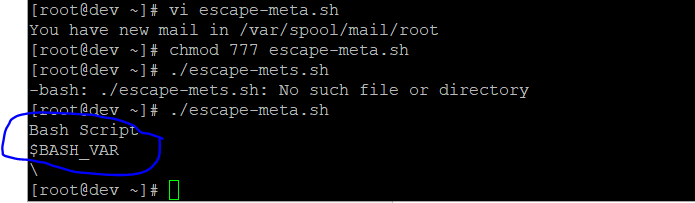 [root@dev ~]# vi escape-meta.sh
You have new mail in /var/spool/mail/root
[root@dev ~]# chmod 777 escape-meta.sh
[root@dev ~]# ./escape-mets.sh
-bash: ./escape-mets.sh: No such file or directory
[root@dev ~]# ./escape-meta.sh
Bash Script
$BASH_VAR
\
[root@dev ~]#